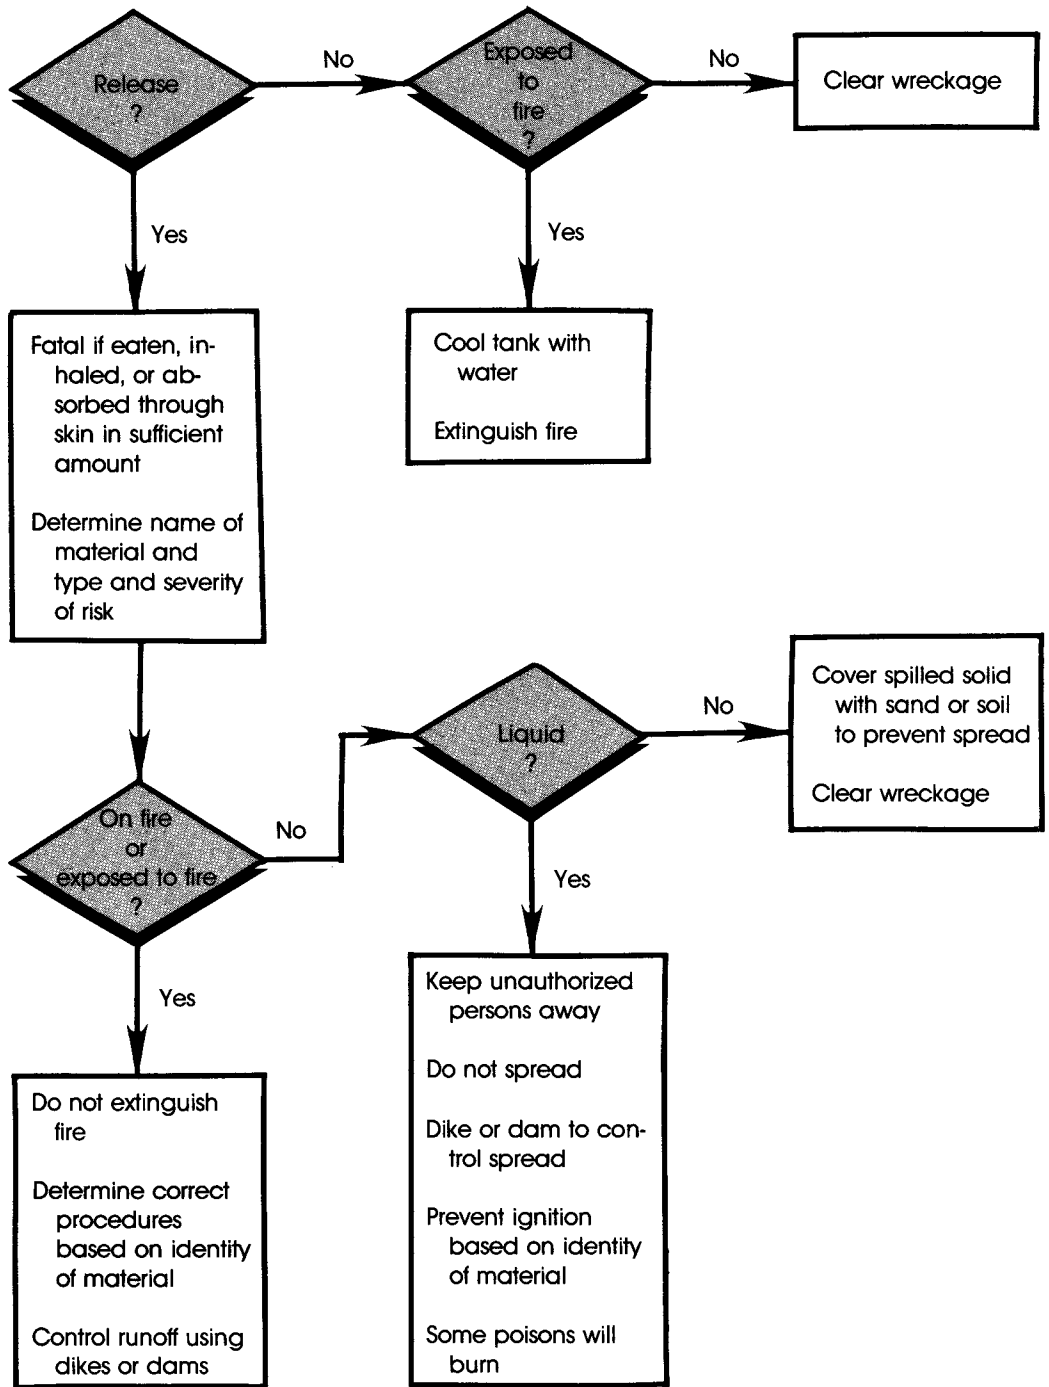 Release
?
No
Exposed
to
fire
?
No
Clear wreckage
Yes
Yes
Fatal if eaten, in-
haled, or ab-
sorbed through
skin in sufficient
amount
Determine name of
material and
type and severity
of risk
Cool tank with
water
Extinguish fire
On fire
or
exposed to fire
?
No
Liquid
?
No
Cover spilled solid
with sand or soil
to prevent spread
Clear wreckage
Yes
Yes
Do not extinguish
fire
Determine correct
procedures
based on identity
of material
Control runoff using
dikes or dams
Keep unauthorized
persons away
Do not spread
Dike or dam to con-
trol spread
Prevent ignition
based on identity
of material
Some poisons will
burn